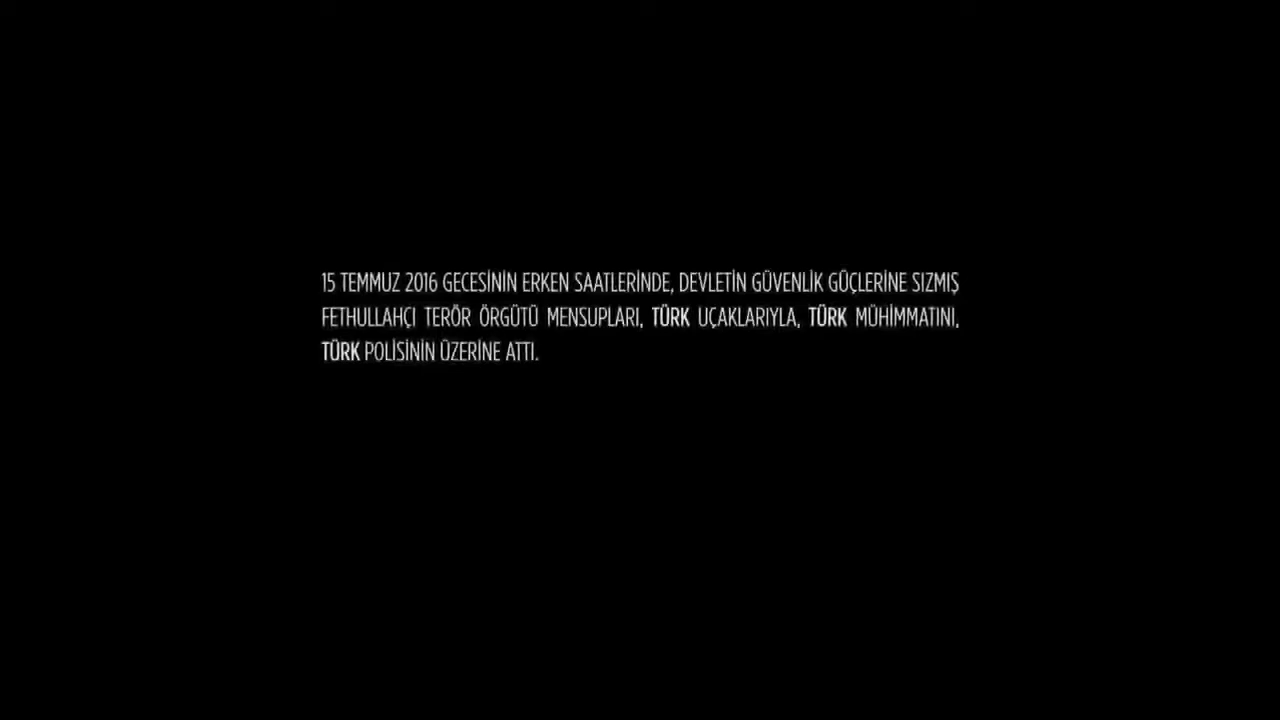 15 TEMMUZ 2016 GECESİNİN ERKEN SAATLERİNDE, DEVLETİN GÜVENLİK GÜÇLERİNE SIZMIŞ
FETHULLAHÇI TERÖR ÖRGÜTÜ MENSUPLARI, TÜRK UÇAKLARIYLA, TÜRK MÜHİMMATINI,
TÜRK POLİSİNİN ÜZERİNE ATTI.